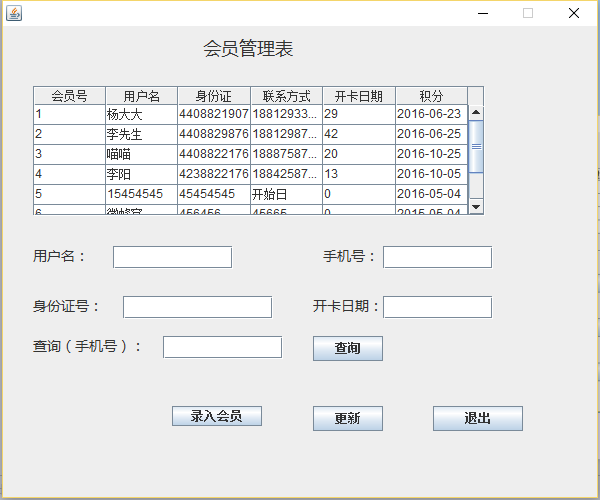 会员管理表
会员号 用户名 身份证 联系方式 开卡日期 积分
1 杨大大 4408821907 18812933... 29 2016-06-23
2 李先生 4408829876 18812987... 42 2016-06-25
3 喵喵 4408822176 18887587... 20 2016-10-25
4 李阳 4238822176 18842587... 13 2016-10-05
5 15454545 45454545 开始日 0 2016-05-04
6 456456 45665 0 2015-05-04
用户名： 手机号：
身份证号： 开卡日期：
查询（手机号）： 查询
录入会员 更新 退出